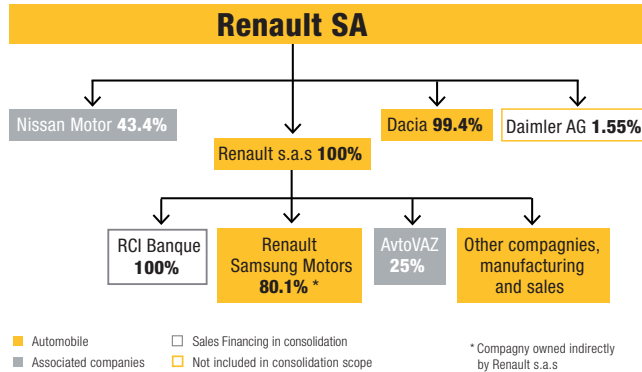 Renault SA
Nissan Motor 43.4%
Dacia 99.4%
Daimler AG 1.55%
Renault s.a.s 100%
RCI Banque
100%
Renault
Samsung Motors
80.1% *
AvtoVAZ
25%
Other compagnies,
manufacturing
and sales
Automobile
Associated companies
Sales Financing in consolidation
Not included in consolidation scope
* Compagny owned indirectly
by Renault s.a.s